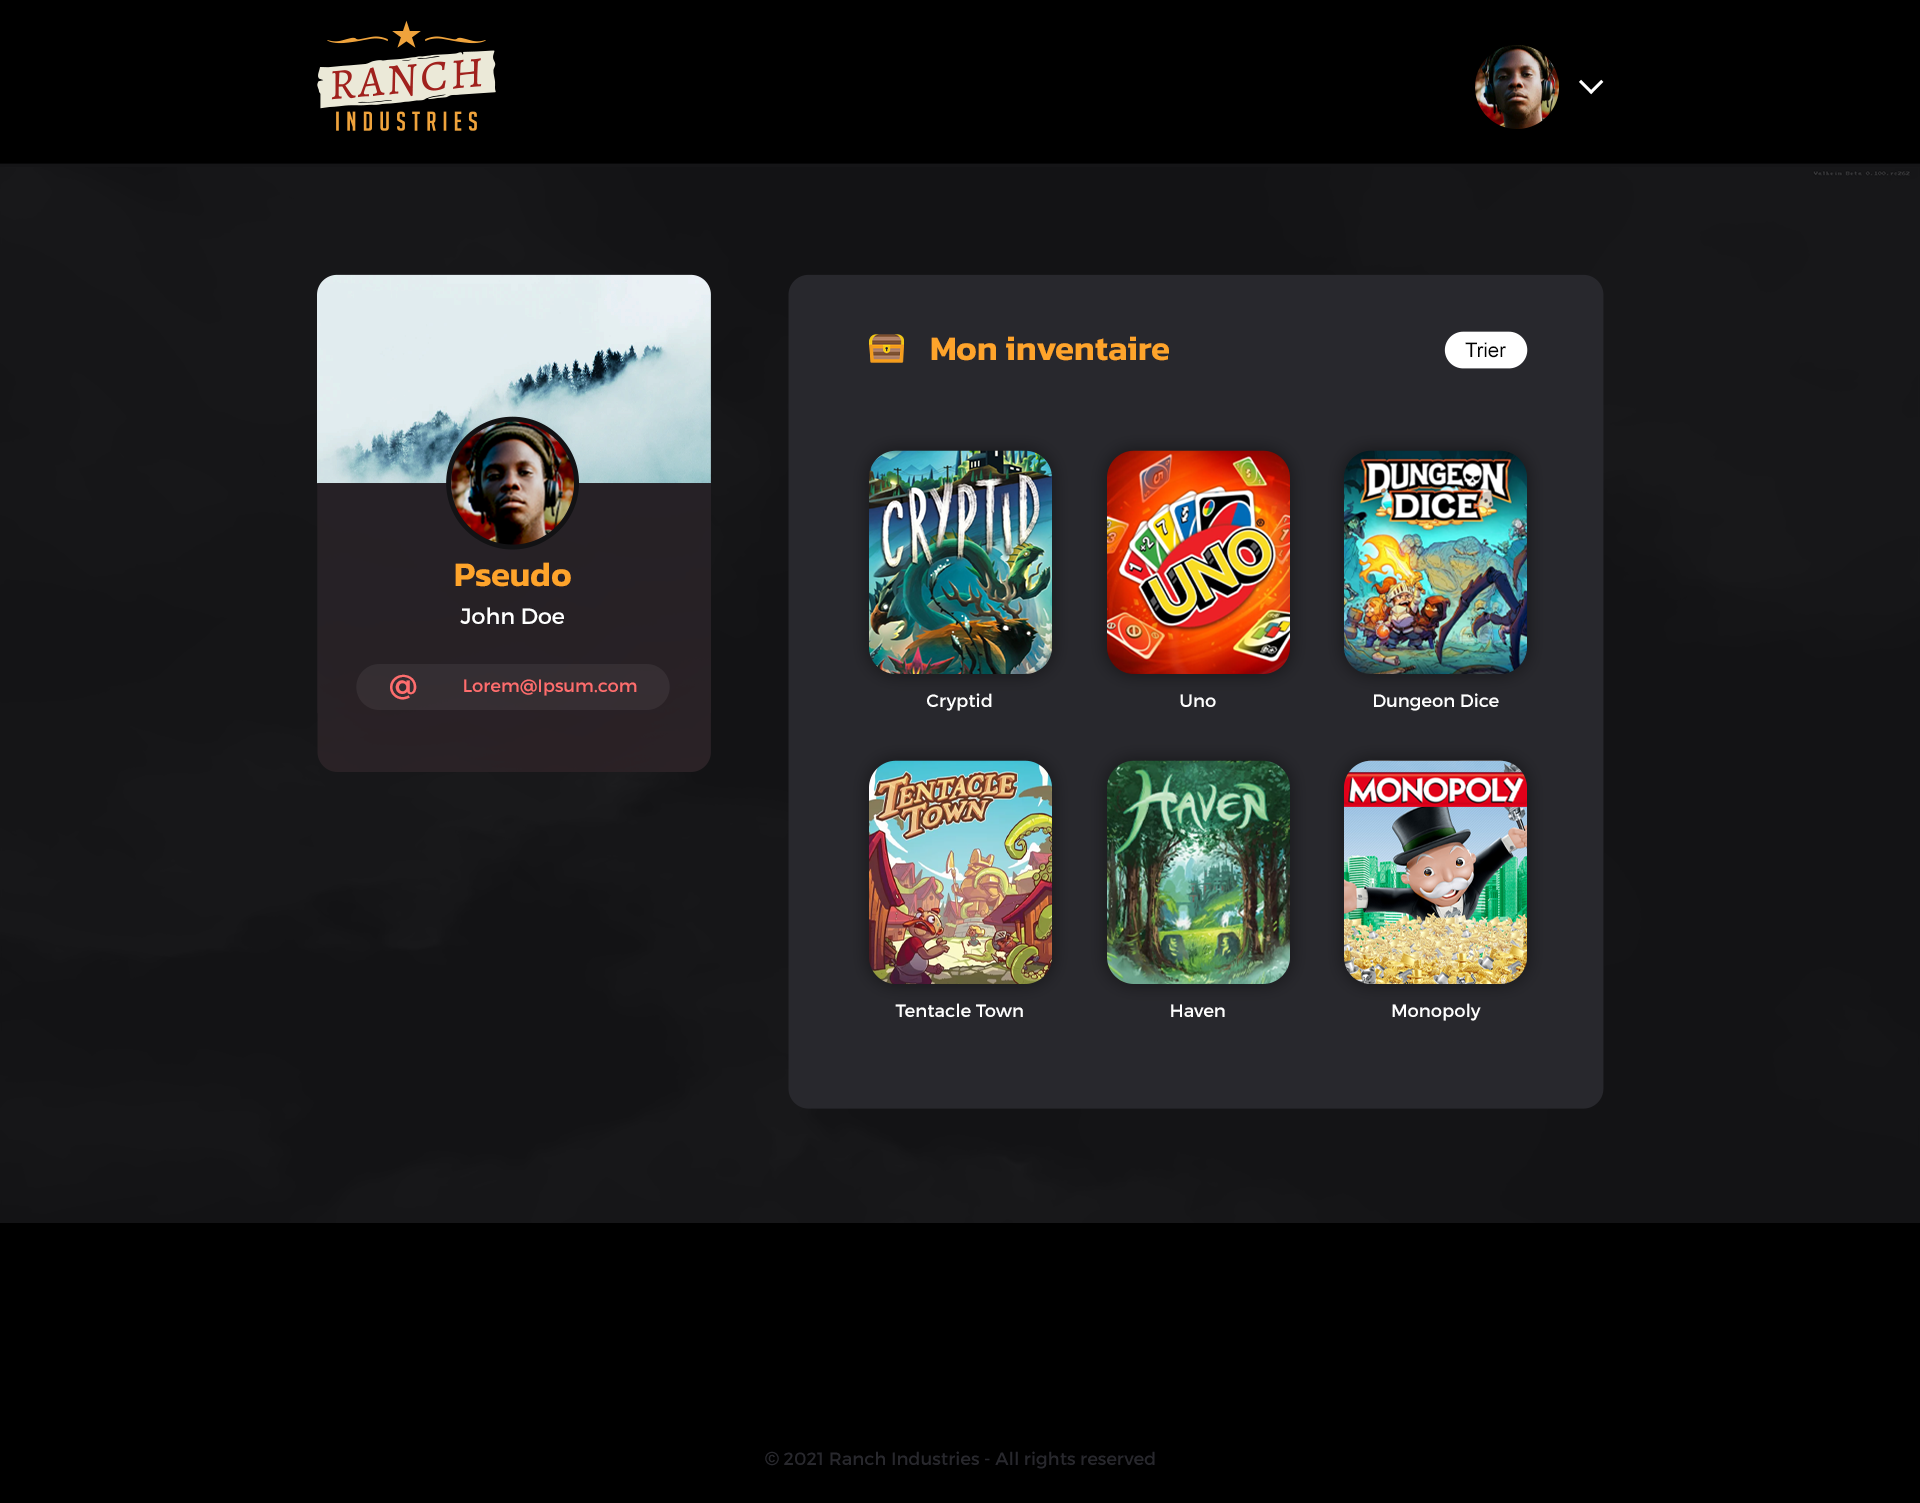 RANCH
INDUSTRIES
Pseudo
John Doe
@ Lorem@Ipsum.com
Mon inventaire
Trier
CRYPTID
UNO
DUNGEON
DICE
Cryptid
Uno
Dungeon Dice
TENTACLE
TOWN
HAVEN
MONOPOLY
Tentacle Town
Haven
Monopoly
© 2021 Ranch Industries - All rights reserved